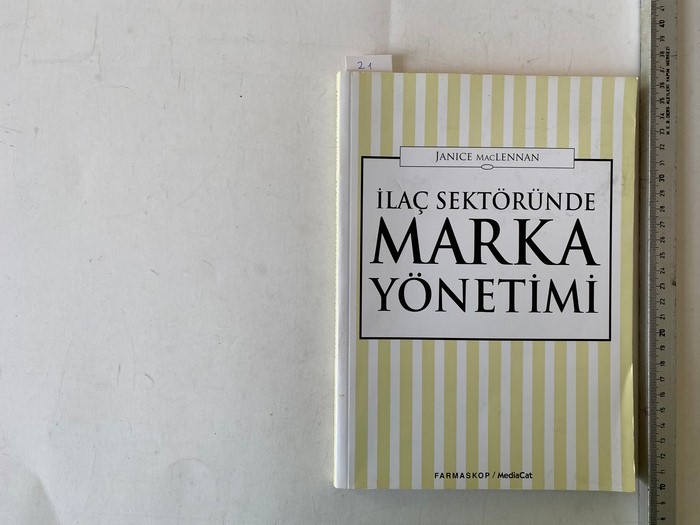 21
JANICE MACLENNAN
İLAÇ SEKTÖRÜNDE
MARKA
YÖNETİMİ
FARMASKOP / MediaCat